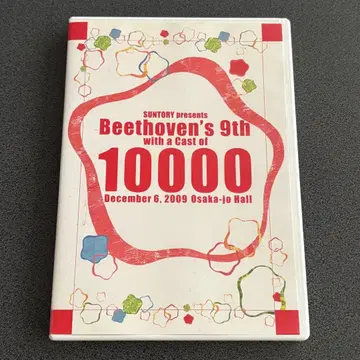 SUNTORY presents
Beethoven's 9th
with a Cast of
10000
December 6, 2009 Osaka-jo Hall